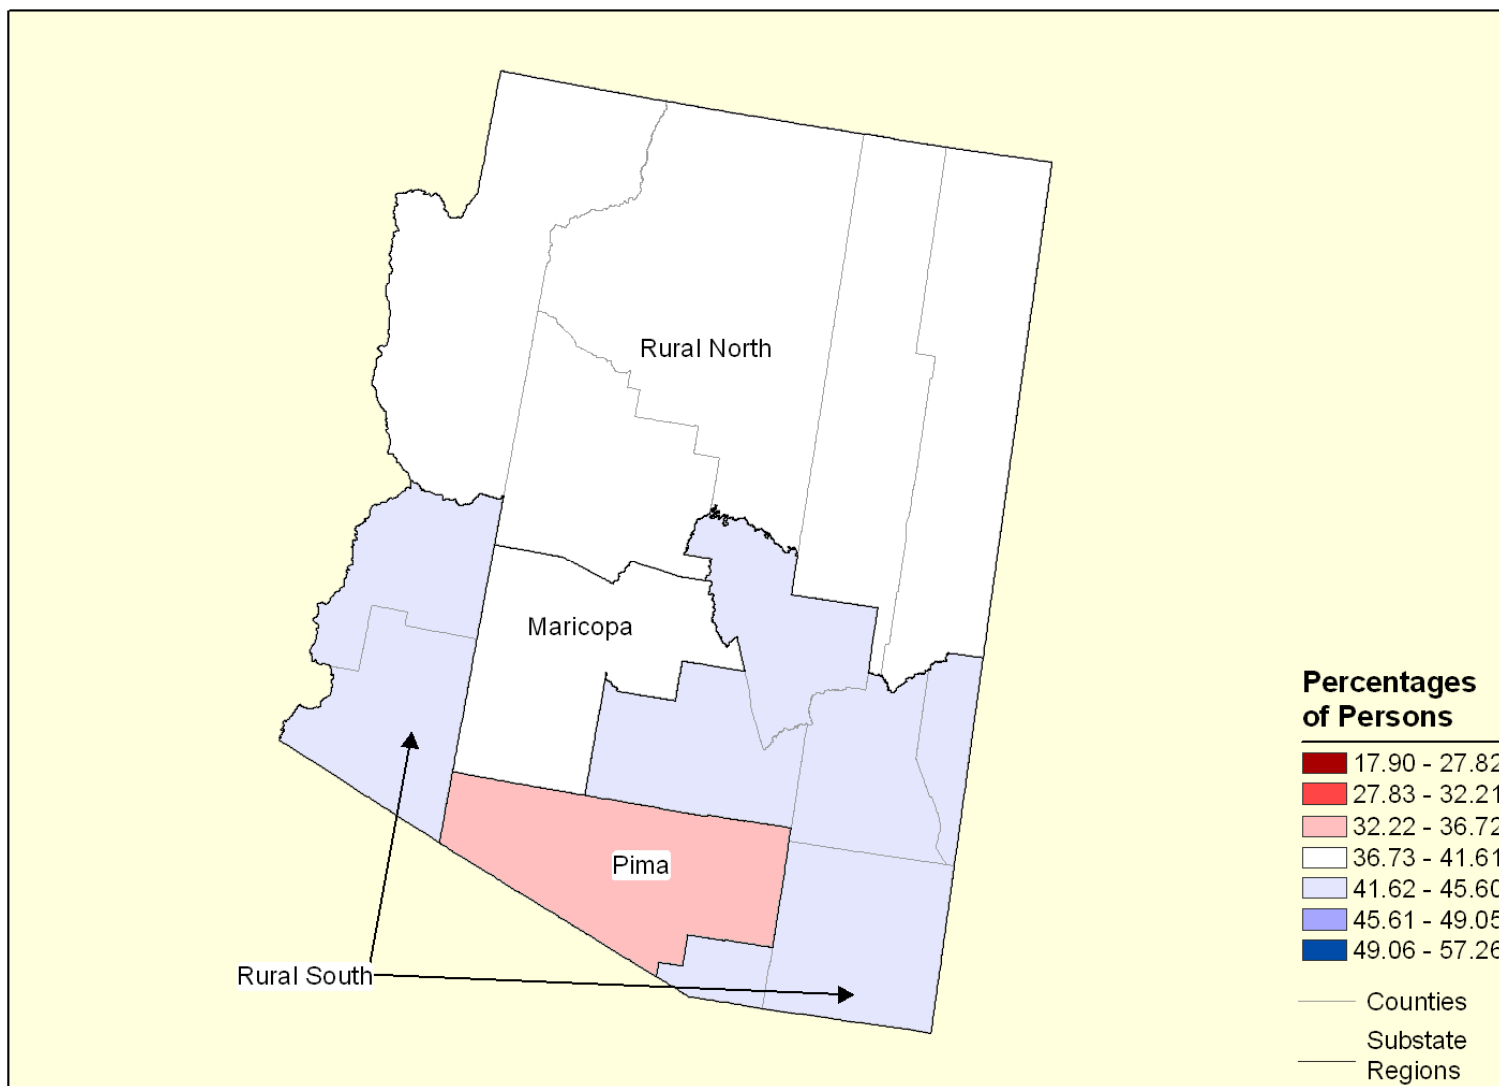 Rural North
Maricopa
Pima
Rural South
Percentages
of Persons
17.90 - 27.82
27.83 - 32.21
32.22 - 36.72
36.73 - 41.61
41.62 - 45.60
45.61 - 49.05
49.06 - 57.26
Counties
Substate
Regions